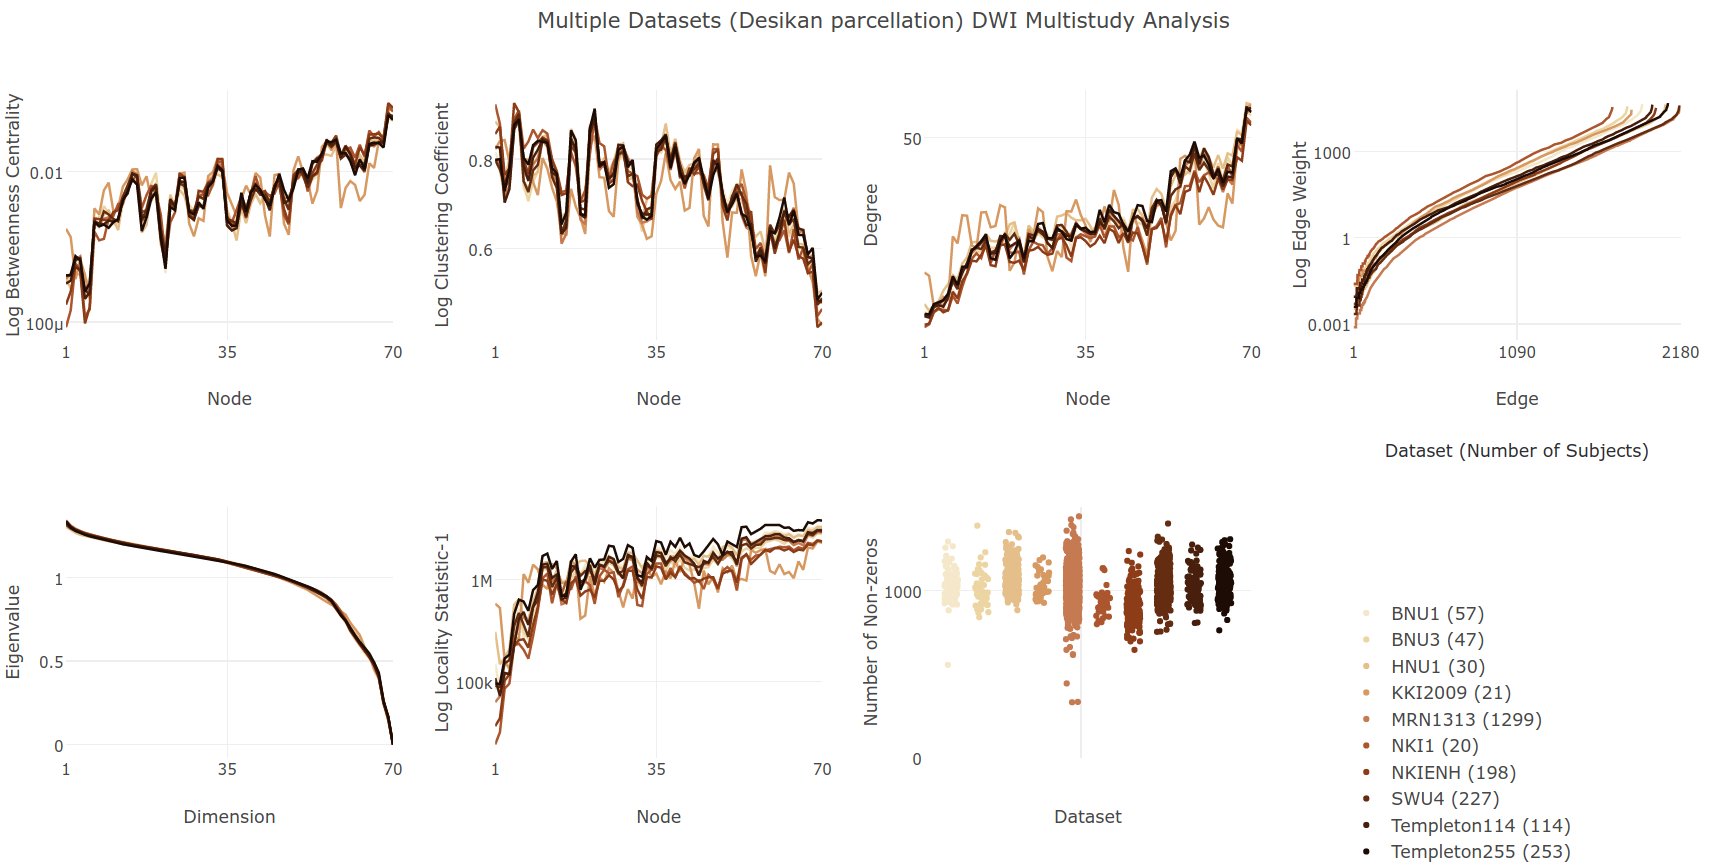 Multiple Datasets (Desikan parcellation) DWI Multistudy Analysis
Log Betweenness Centrality
0.01
100μ
1
35
70
Node
Log Clustering Coefficient
0.8
0.6
1
35
70
Node
Degree
50
1
35
70
Node
Log Edge Weight
1000
1
0.001
1
1090
2180
Edge
Eigenvalue
1
0.5
0
1
35
70
Dimension
Log Locality Statistic-1
1M
100k
1
35
70
Node
Number of Non-zeros
1000
0
Dataset
Dataset (Number of Subjects)
BNU1 (57)
BNU3 (47)
HNU1 (30)
KKI2009 (21)
MRN1313 (1299)
NKI1 (20)
NKIENH (198)
SWU4 (227)
Templeton114 (114)
Templeton255 (253)